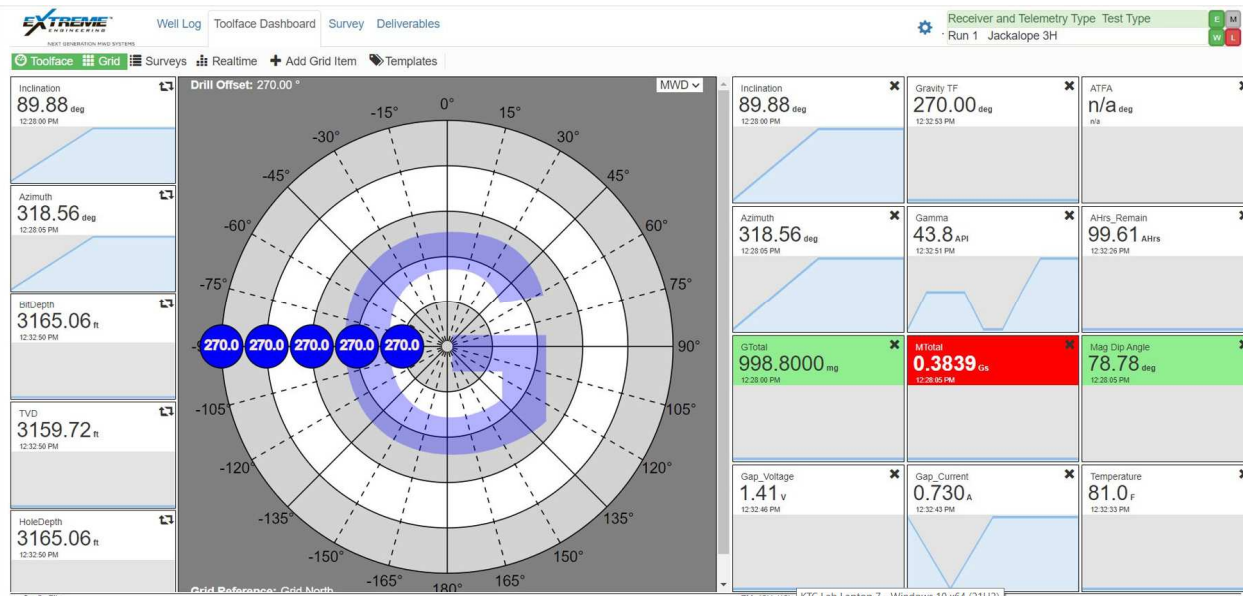 EXTREME
ENGINEERING
NEXT GENERATION MWD SYSTEMS
Well Log
Toolface Dashboard
Survey
Deliverables
Receiver and Telemetry Type Test Type
Run 1 Jackalope 3H
E
M
W
L
Toolface
Grid
Surveys
Realtime
Add Grid Item
Templates
Inclination
89.88 deg
12:28:00 PM
Azimuth
318.56 deg
12:28:05 PM
BitDepth
3165.06 ft
12:32:50 PM
TVD
3159.72 ft
12:32:50 PM
HoleDepth
3165.06 ft
12:32:50 PM
Drill Offset: 270.00 °
MWD
0°
-15°
15°
-30°
30°
-45°
45°
-60°
60°
-75°
75°
G
270.0
270.0
270.0
270.0
270.0
90°
-105°
105°
-120°
120°
-135°
135°
-150°
150°
-165°
165°
180°
Grid Reference: Grid North
Inclination
89.88 deg
12:28:00 PM
Gravity TF
270.00 deg
12:32:53 PM
ATFA
n/a deg
n/a
Azimuth
318.56 deg
12:28:05 PM
Gamma
43.8 API
12:32:51 PM
AHrs_Remain
99.61 AHrs
12:32:26 PM
GTotal
998.8000 mg
12:28:00 PM
MTotal
0.3839 Gs
12:28:05 PM
Mag Dip Angle
78.78 deg
12:28:05 PM
Gap_Voltage
1.41 V
12:32:46 PM
Gap_Current
0.730 A
12:32:43 PM
Temperature
81.0 F
12:32:33 PM
KTC Lab Laptop 7 - Windows 10 x64 (21H2)